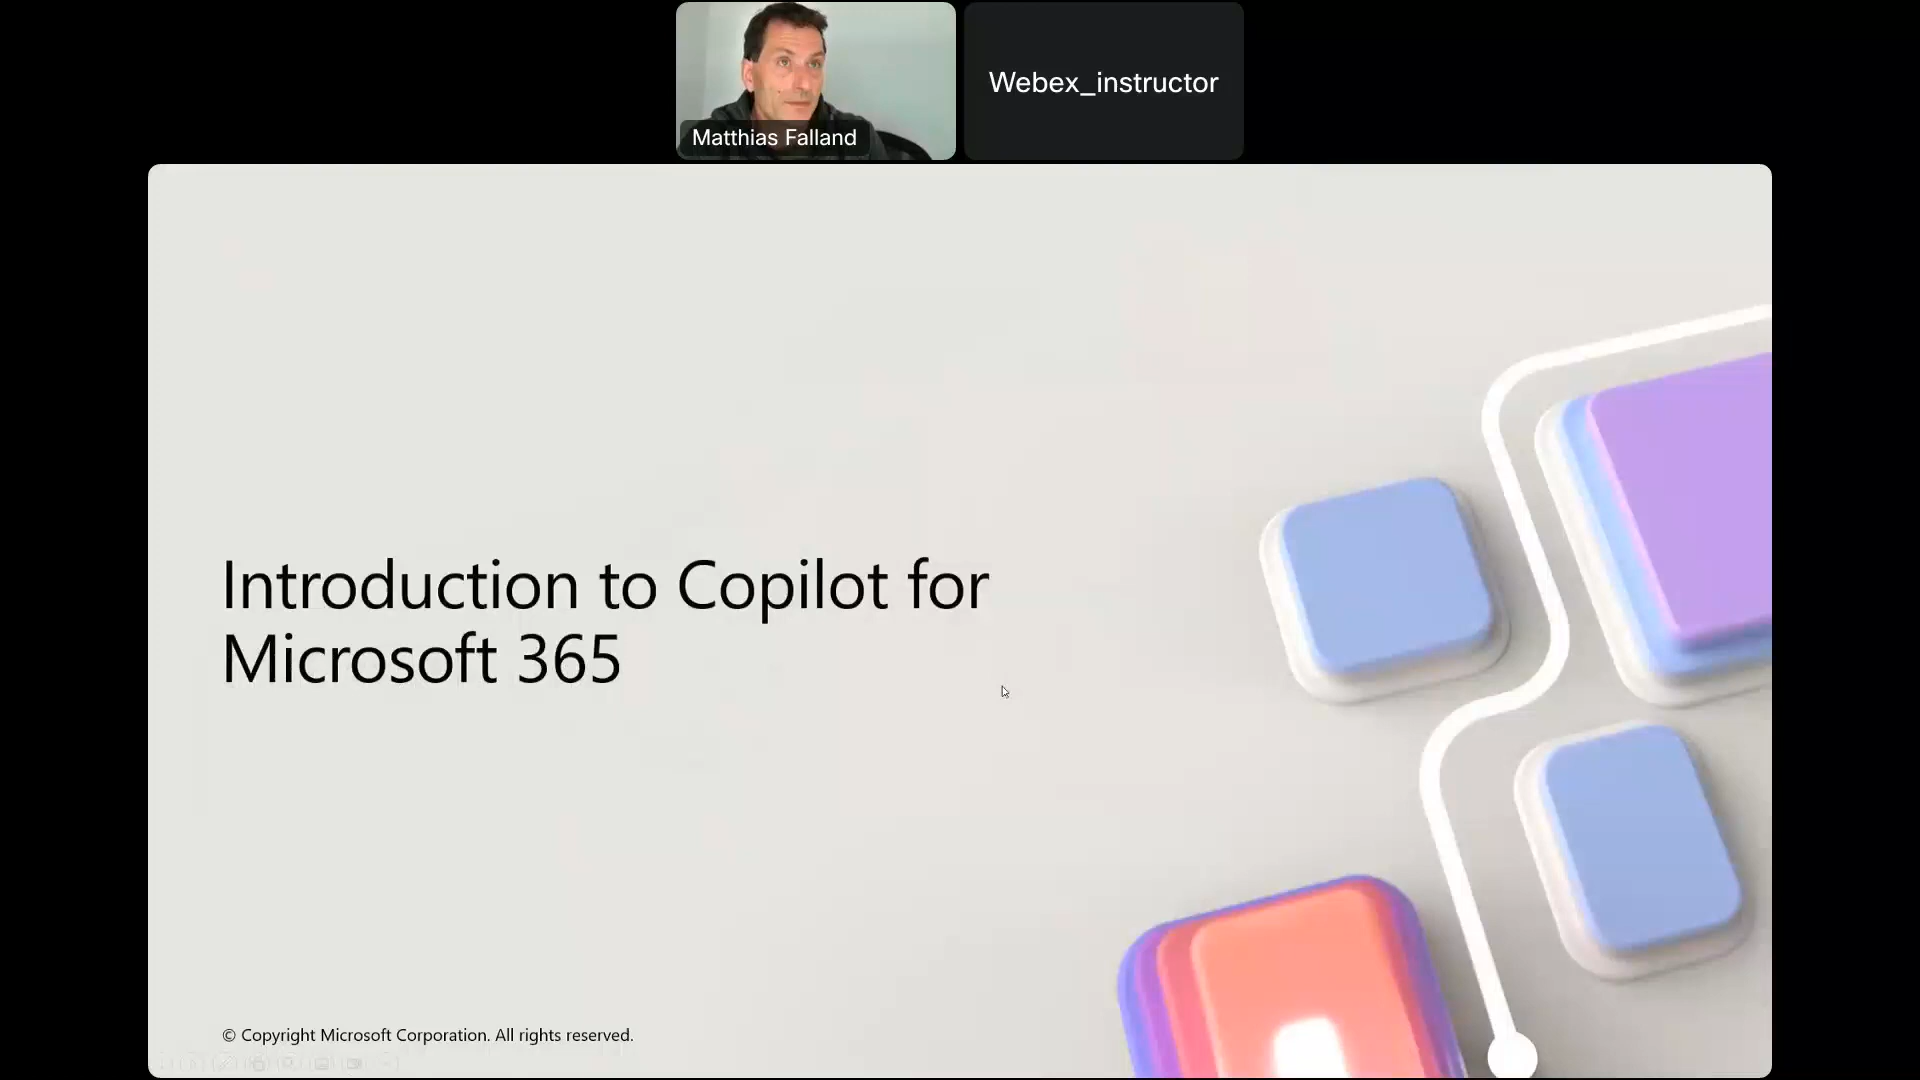 Matthias Falland
Webex_instructor
Introduction to Copilot for
Microsoft 365
© Copyright Microsoft Corporation. All rights reserved.